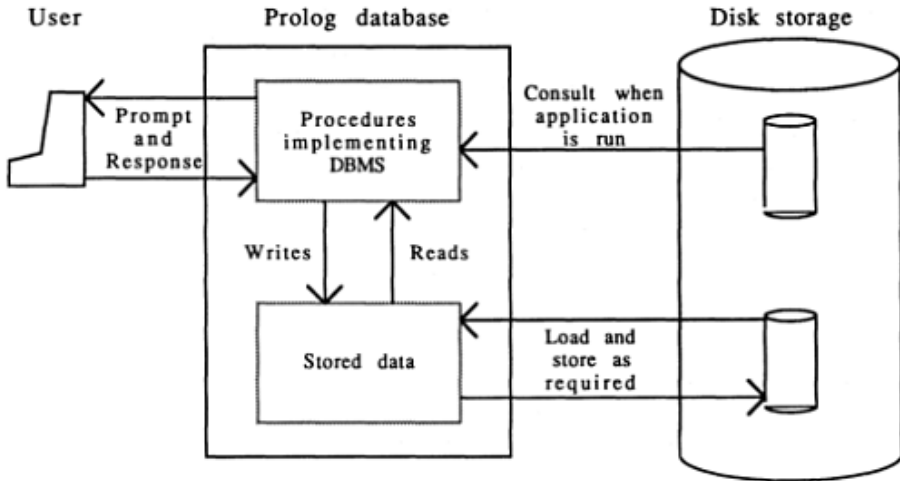 User
Prolog database
Disk storage
Prompt
and
Response
Procedures
implementing
DBMS
Consult when
application
is run
Writes
Reads
Stored data
Load and
store as
required